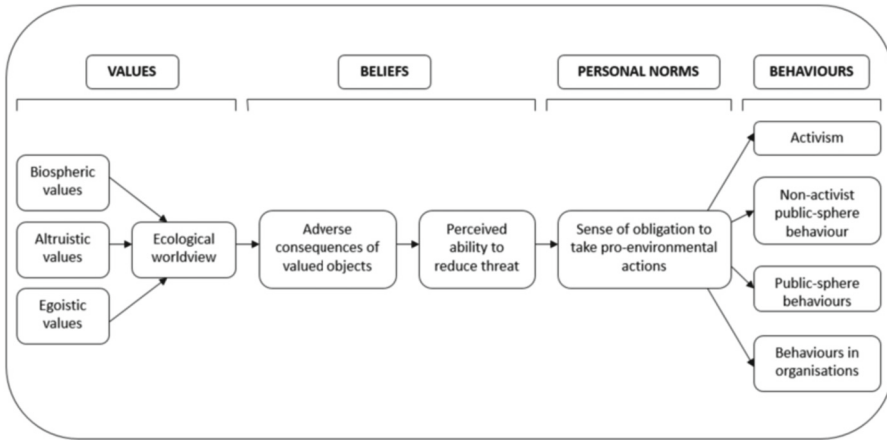 VALUES
BELIEFS
PERSONAL NORMS
BEHAVIOURS
Biospheric
values
Altruistic
values
Egoistic
values
Ecological
worldview
Adverse
consequences of
valued objects
Perceived
ability to
reduce threat
Sense of obligation to
take pro-environmental
actions
Activism
Non-activist
public-sphere
behaviour
Public-sphere
behaviours
Behaviours in
organisations